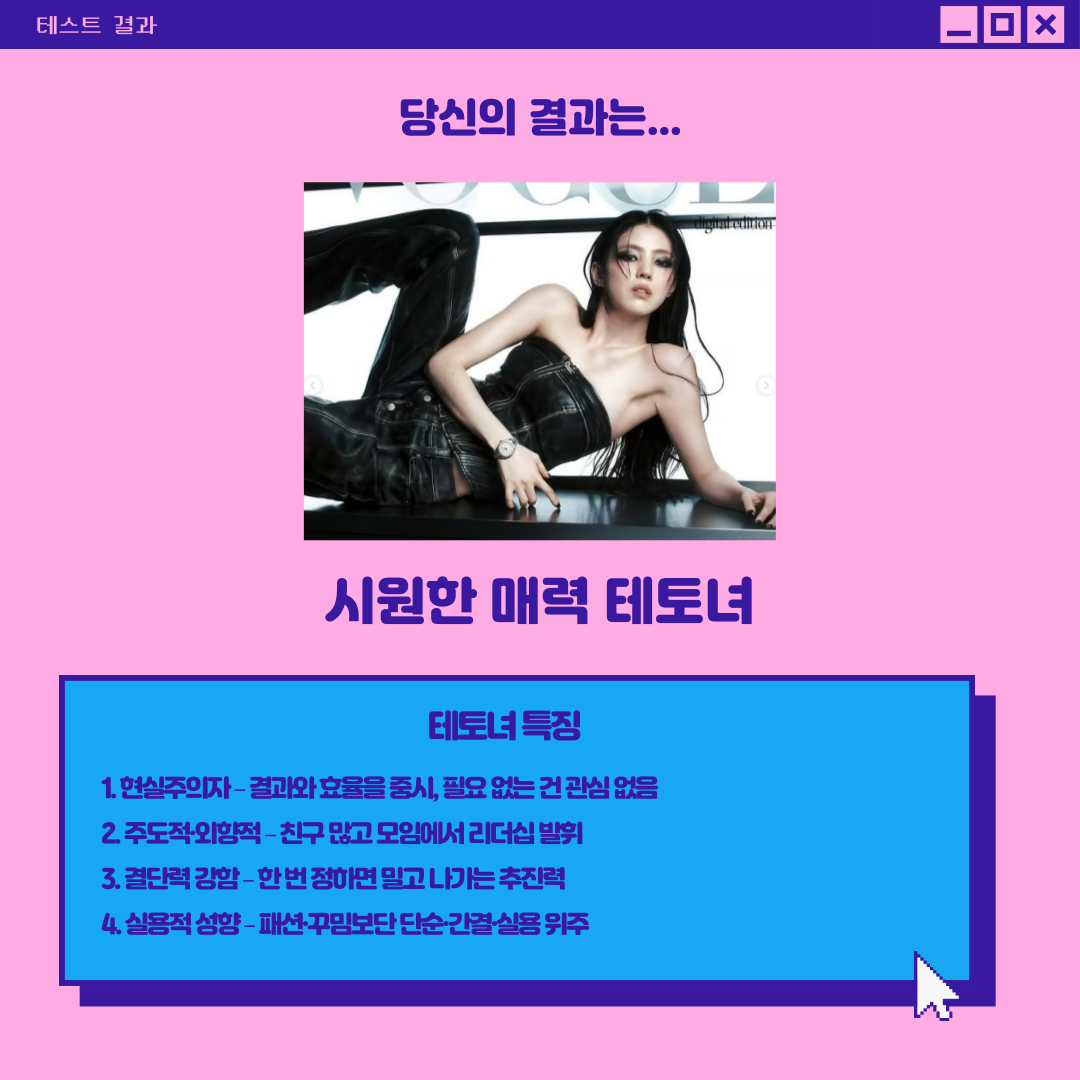 테스트 결과
당신의 결과는...
VOGUE
digital edition
시원한 매력 테토녀
테토녀 특징
1. 현실주의자 – 결과와 효율을 중시, 필요 없는 건 관심 없음
2. 주도적·외향적 – 친구 많고 모임에서 리더십 발휘
3. 결단력 강함 – 한 번 정하면 밀고 나가는 추진력
4. 실용적 성향 – 패션·꾸밈보단 단순·간결·실용 위주